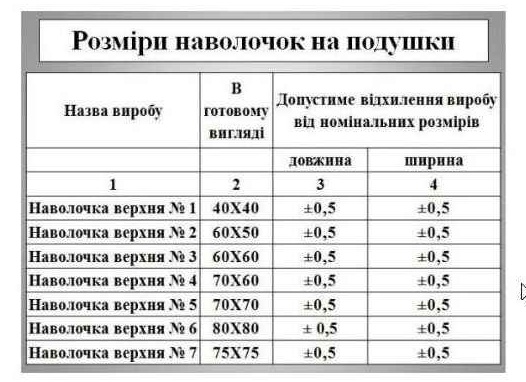 Розміри наволочок на подушки
Назва виробу
В
готовому
вигляді
Допустиме відхилення виробу
від номінальних розмірів
довжина ширина
1 2 3 4
Наволочка верхня № 1 40Х40 ±0,5 ±0,5
Наволочка верхня № 2 60Х50 ±0,5 ±0,5
Наволочка верхня № 3 60Х60 ±0,5 ±0,5
Наволочка верхня № 4 70Х60 ±0,5 ±0,5
Наволочка верхня № 5 70Х70 ±0,5 ±0,5
Наволочка верхня № 6 80Х80 ± 0,5 ±0,5
Наволочка верхня № 7 75Х75 ±0,5 ±0,5